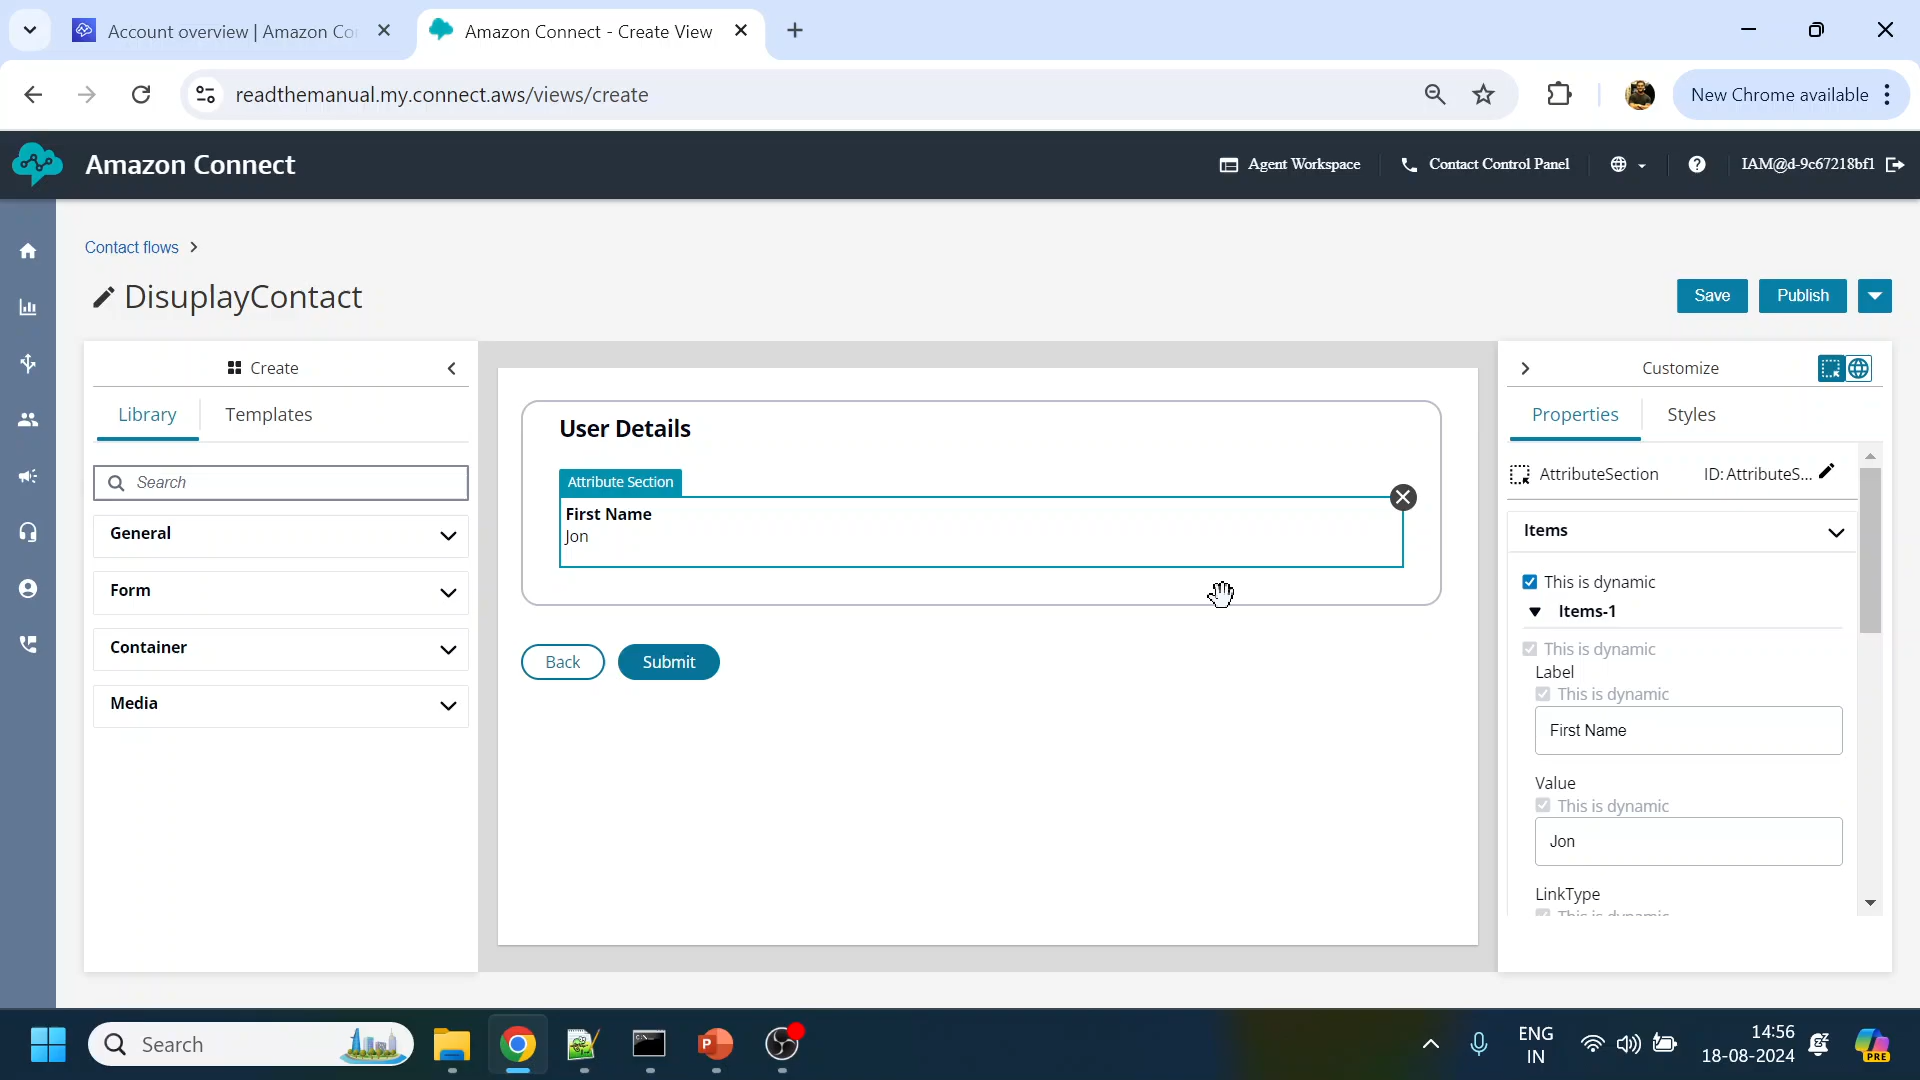 Account overview | Amazon Co
Amazon Connect - Create View
readthemanual.my.connect.aws/views/create
New Chrome available
Amazon Connect
Agent Workspace
Contact Control Panel
IAM@d-9c67218bf1
Contact flows
DisuplayContact
Save
Publish
Create
Library
Templates
Search
General
Form
Container
Media
User Details
Attribute Section
First Name
Jon
Back
Submit
Customize
Properties
Styles
AttributeSection
ID: AttributeS...
Items
This is dynamic
Items-1
This is dynamic
Label
This is dynamic
First Name
Value
This is dynamic
Jon
LinkType
This is dynamic
Search
ENG
IN
14:56
18-08-2024
PRE